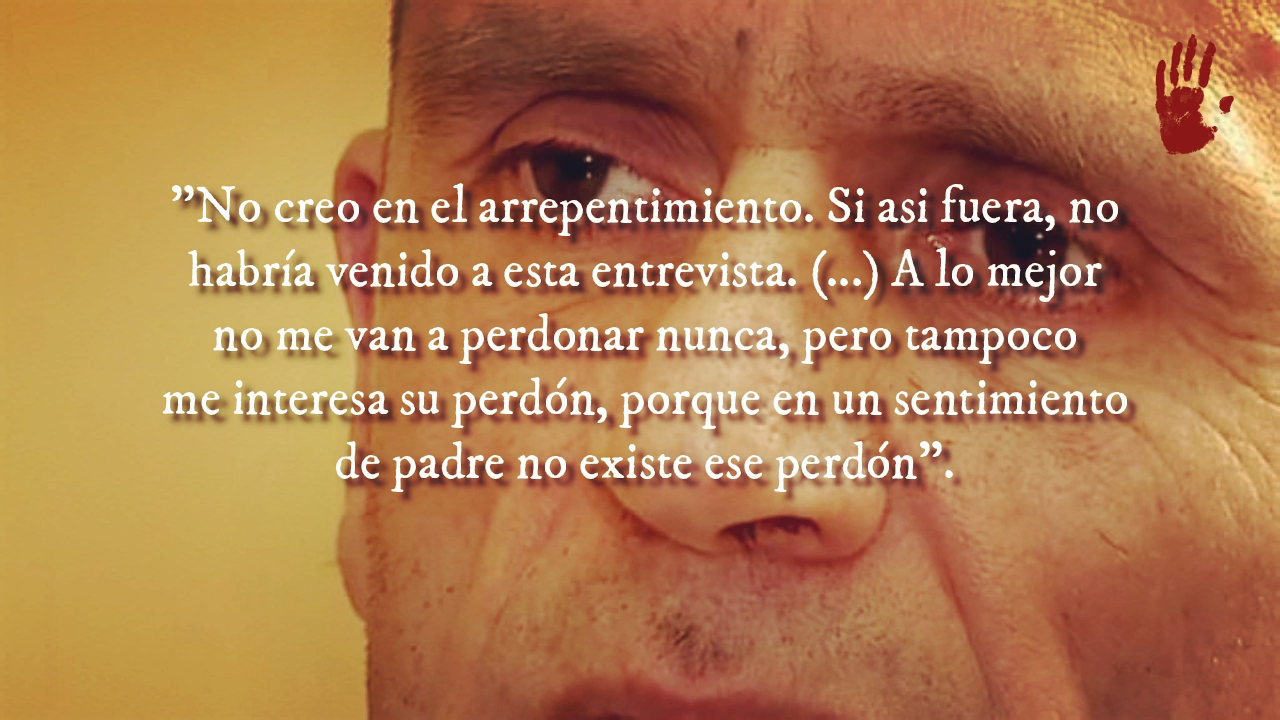 ”No creo en el arrepentimiento. Si asi fuera, no
habría venido a esta entrevista. (...) A lo mejor
no me van a perdonar nunca, pero tampoco
me interesa su perdón, porque en un sentimiento
de padre no existe ese perdón”.